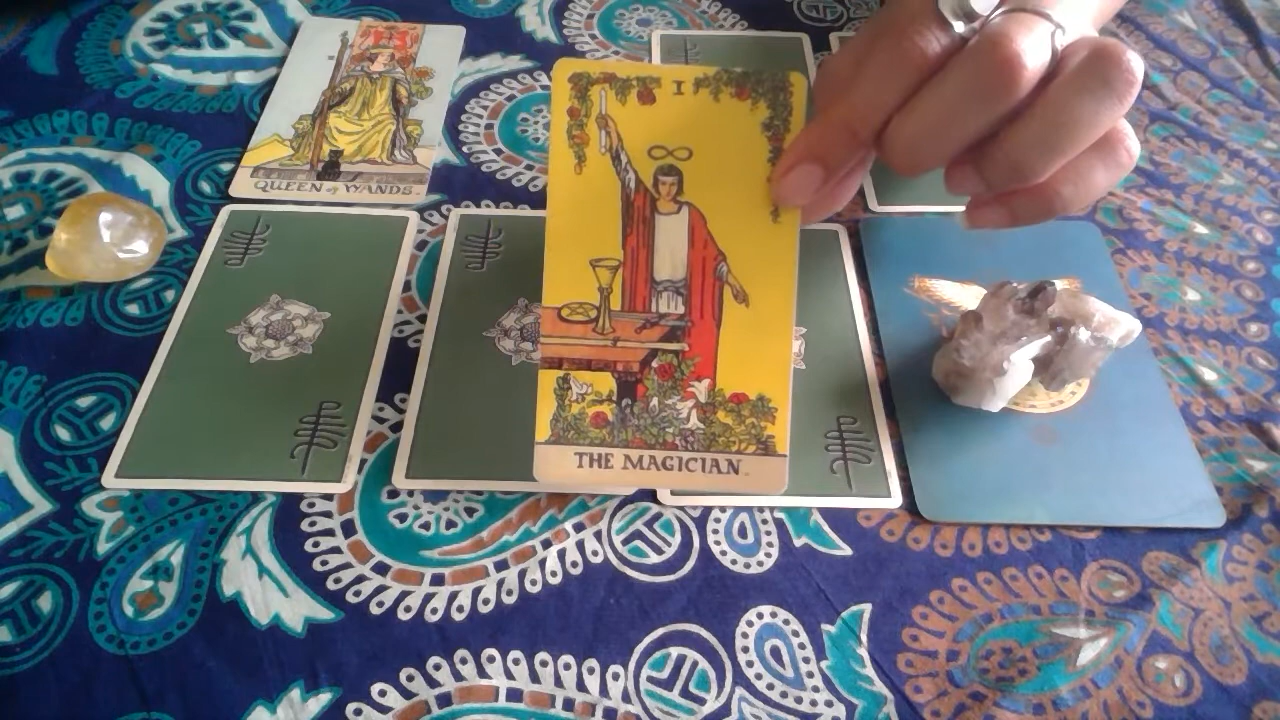 QUEEN of WANDS.
I
THE MAGICIAN.